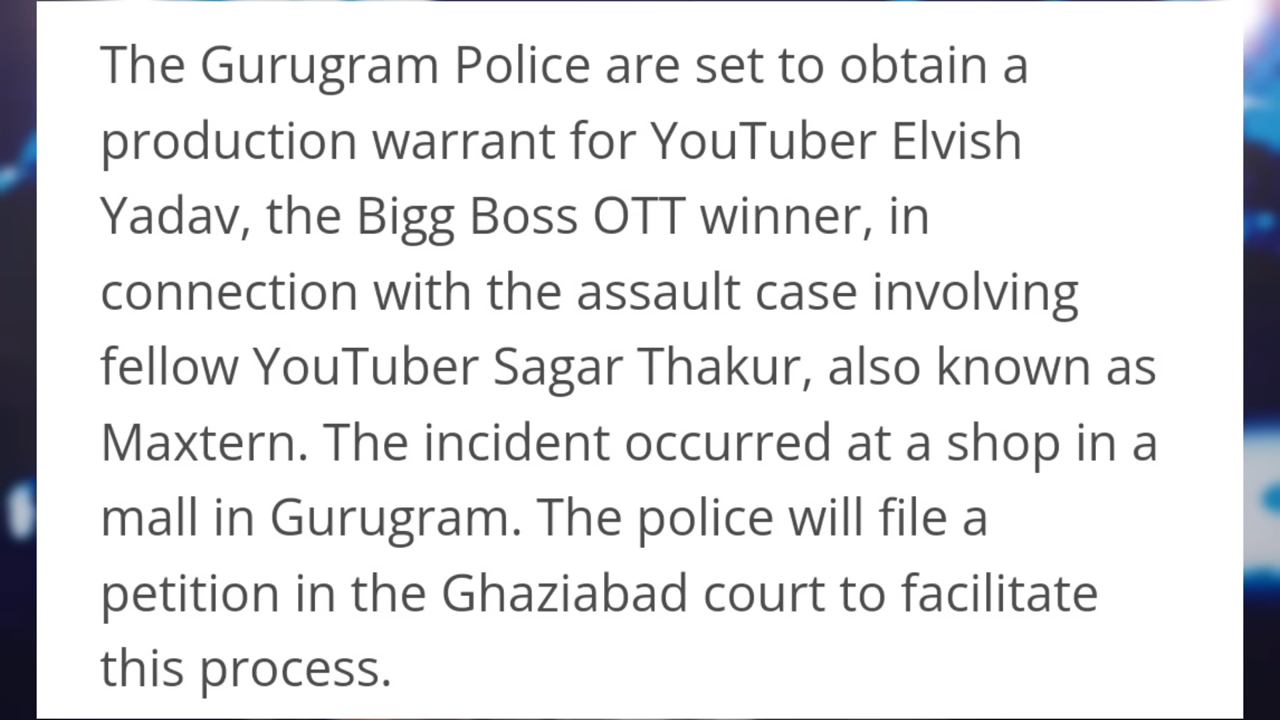 The Gurugram Police are set to obtain a
production warrant for YouTuber Elvish
Yadav, the Bigg Boss OTT winner, in
connection with the assault case involving
fellow YouTuber Sagar Thakur, also known as
Maxtern. The incident occurred at a shop in a
mall in Gurugram. The police will file a
petition in the Ghaziabad court to facilitate
this process.